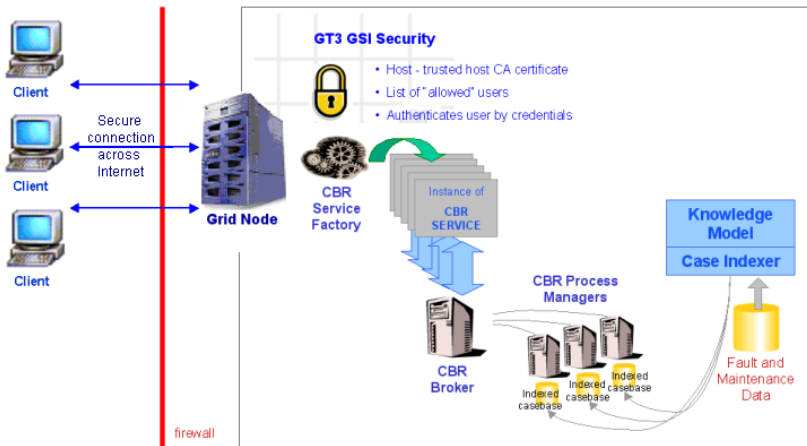 GT3 GSI Security
• Host - trusted host CA certificate
• List of "allowed" users
• Authenticates user by credentials
Client
Secure
connection
across
Internet
Client
Client
Grid Node
CBR
Service
Factory
Instance of
CBR
SERVICE
Knowledge
Model
Case Indexer
CBR Process
Managers
CBR
Broker
Indexed
casebase
Indexed
casebase
Indexed
casebase
Fault and
Maintenance
Data
firewall